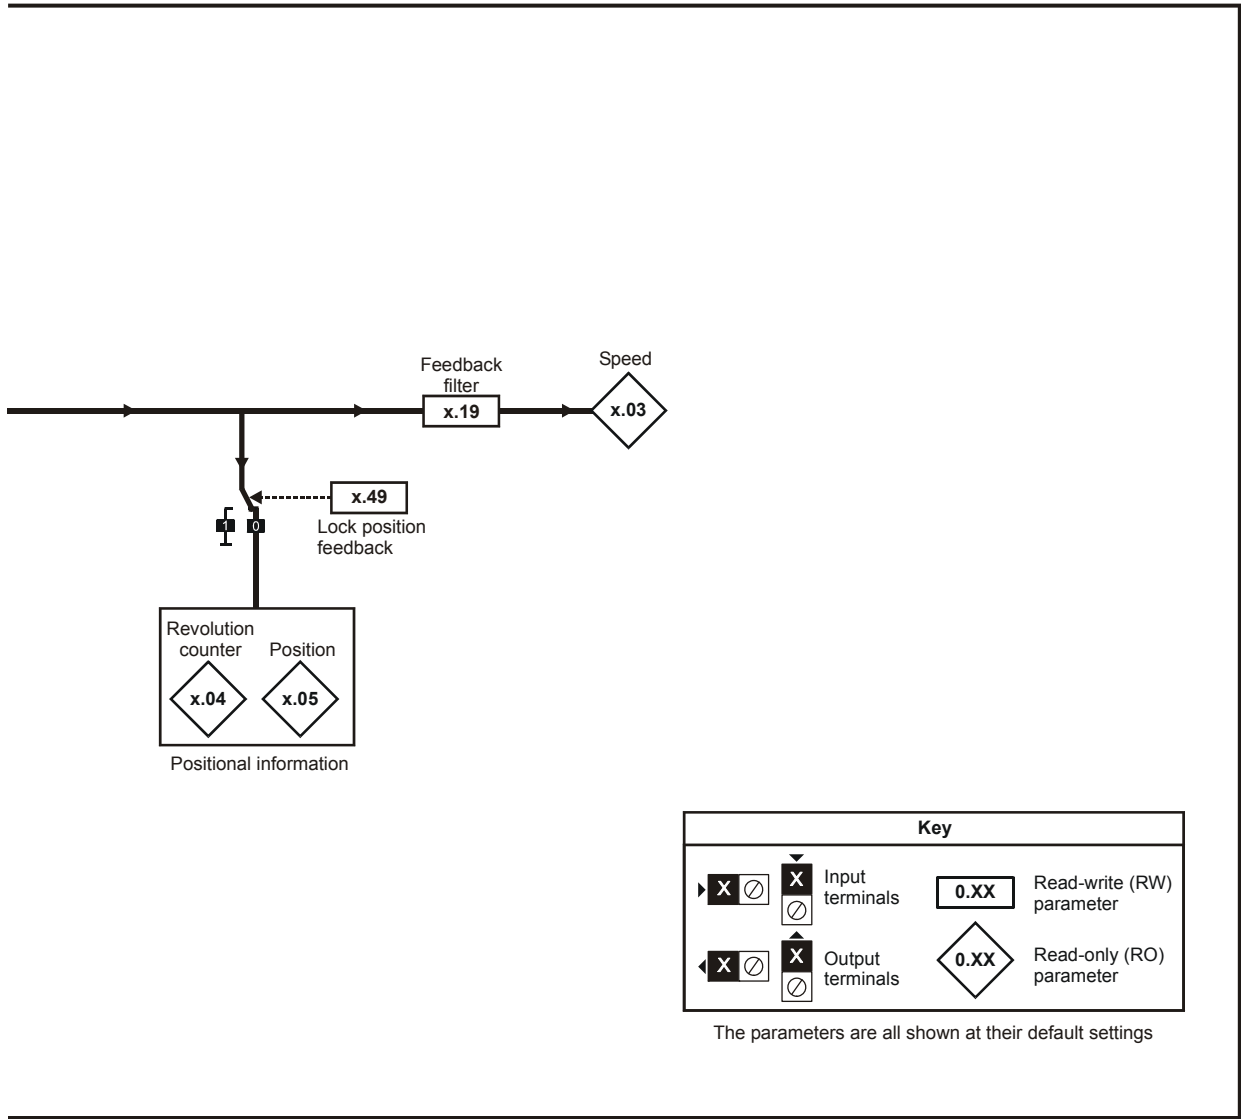 Feedback
filter
x.19
Speed
x.03
x.49
Lock position
feedback
1 0
Revolution
counter
Position
x.04
x.05
Positional information
Key
X
X
Input
terminals
0.XX
Read-write (RW)
parameter
X
X
Output
terminals
0.XX
Read-only (RO)
parameter
The parameters are all shown at their default settings